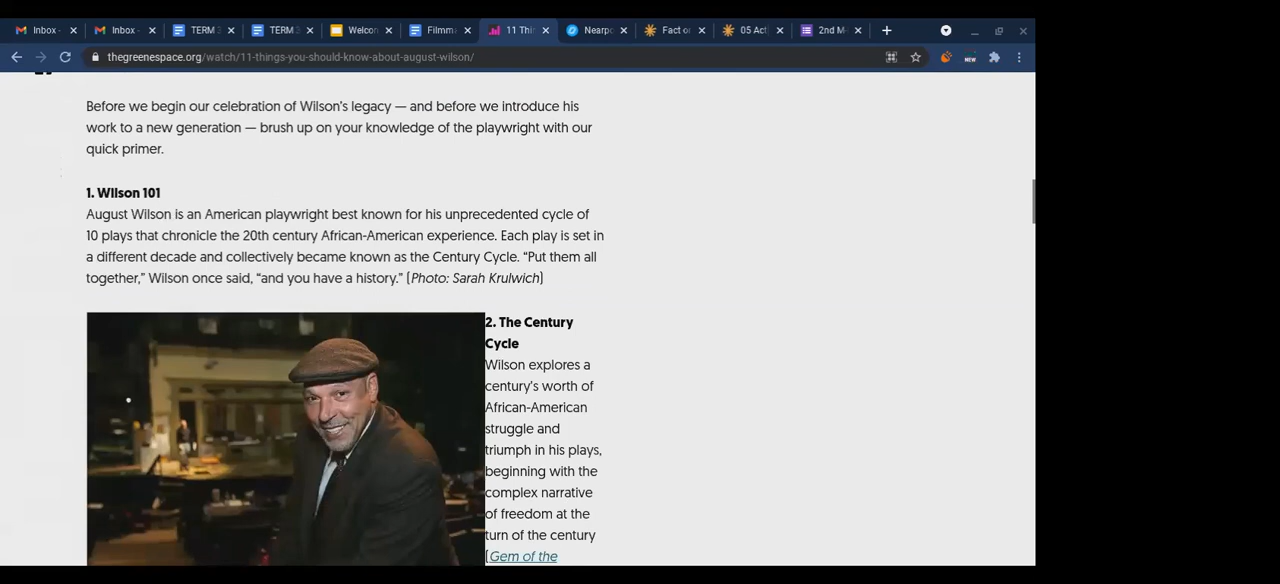 Inbox -
Inbox -
TERM
TERM
Welcon
Filmm
11 Thi
Nearpo
Fact or
05 Acti
2nd M
thegreenespace.org/watch/11-things-you-should-know-about-august-wilson/
NEW
Before we begin our celebration of Wilson's legacy — and before we introduce his
work to a new generation — brush up on your knowledge of the playwright with our
quick primer.
1. Wilson 101
August Wilson is an American playwright best known for his unprecedented cycle of
10 plays that chronicle the 20th century African-American experience. Each play is set in
a different decade and collectively became known as the Century Cycle. “Put them all
together,” Wilson once said, “and you have a history.” (Photo: Sarah Krulwich)
2. The Century
Cycle
Wilson explores a
century's worth of
African-American
struggle and
triumph in his plays,
beginning with the
complex narrative
of freedom at the
turn of the century
(Gem of the